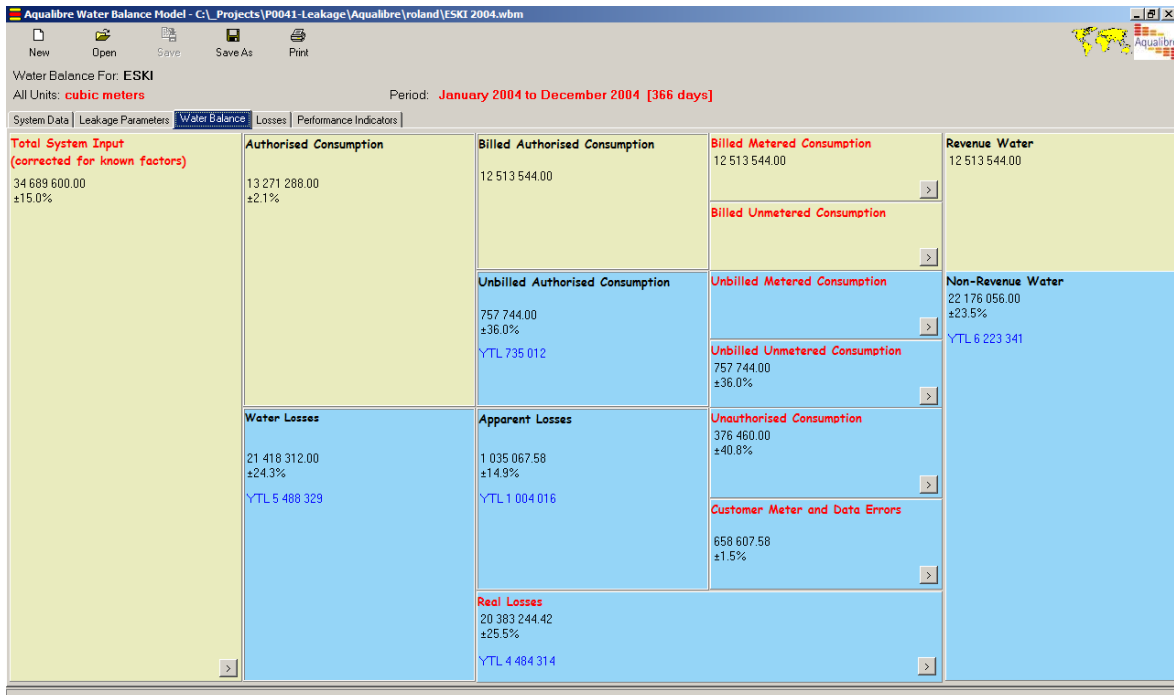 Aqualibre Water Balance Model - C:\_Projects\P0041-Leakage\Aqualibre\roland\ESKI 2004.wbm
New Open Save Save As Print
Aqualibre
Water Balance For: ESKI
All Units: cubic meters Period: January 2004 to December 2004 [366 days]
System Data Leakage Parameters Water Balance Losses Performance Indicators
Total System Input
(corrected for known factors)
34 689 600.00
±15.0%
Authorised Consumption
13 271 288.00
±2.1%
Water Losses
21 418 312.00
±24.3%
YTL 5 488 329
Billed Authorised Consumption
12 513 544.00
Unbilled Authorised Consumption
757 744.00
±36.0%
YTL 735 012
Apparent Losses
1 035 067.58
±14.9%
YTL 1 004 016
Billed Metered Consumption
12 513 544.00
>
Billed Unmetered Consumption
>
Unbilled Metered Consumption
>
Unbilled Unmetered Consumption
757 744.00
±36.0%
>
Unauthorised Consumption
376 460.00
±40.8%
>
Customer Meter and Data Errors
658 607.58
±1.5%
>
Real Losses
20 383 244.42
±25.5%
YTL 4 484 314
>
Revenue Water
12 513 544.00
Non-Revenue Water
22 176 056.00
±23.5%
YTL 6 223 341
>